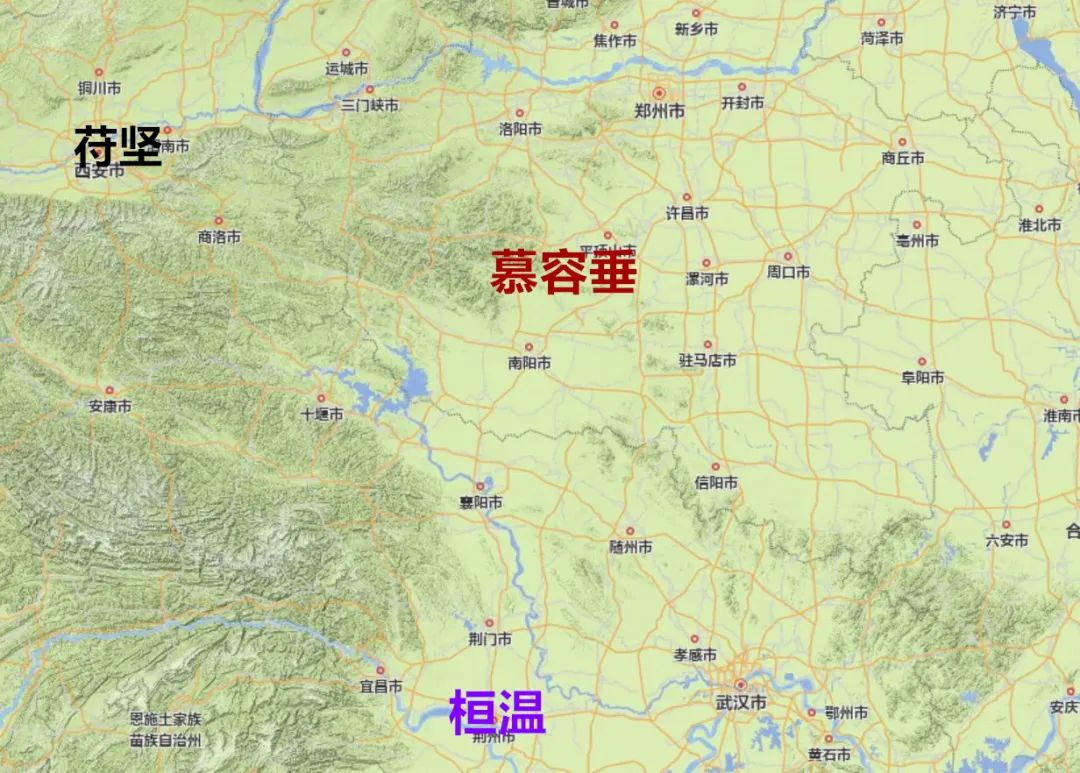 晋城市
济宁市
新乡市
菏泽市
焦作市
运城市
铜川市
三门峡市
开封市
郑州市
洛阳市
苻坚
南市
商丘市
西安市
许昌市
淮北市
商洛市
亳州市
平顶山市
慕容垂
周口市
漯河市
南阳市
驻马店市
阜阳市
安康市
十堰市
淮南市
信阳市
襄阳市
六安市
合
随州市
荆门市
孝感市
宜昌市
武汉市
安庆
桓温
鄂州市
恩施土家族
苗族自治州
荆州市
黄石市